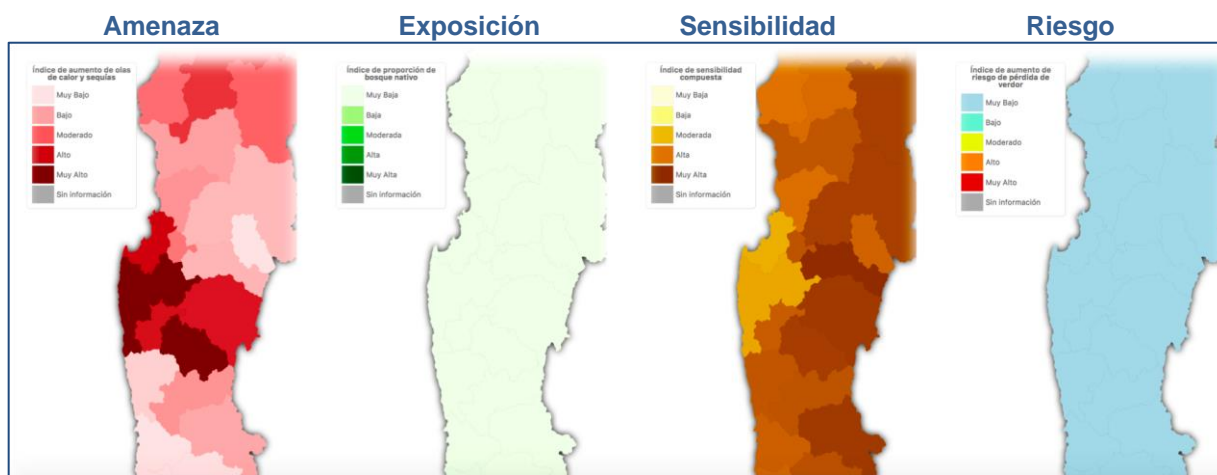 Amenaza
Exposición
Sensibilidad
Riesgo
Índice de aumento de olas
de calor y sequías
Muy Bajo
Bajo
Moderado
Alto
Muy Alto
Sin información
Índice de proporción de
bosque nativo
Muy Baja
Baja
Moderada
Alta
Muy Alta
Sin información
Índice de sensibilidad
compuesta
Muy Baja
Baja
Moderada
Alta
Muy Alta
Sin información
Índice de aumento de
riesgo de pérdida de
verdor
Muy Bajo
Bajo
Moderado
Alto
Muy Alto
Sin información